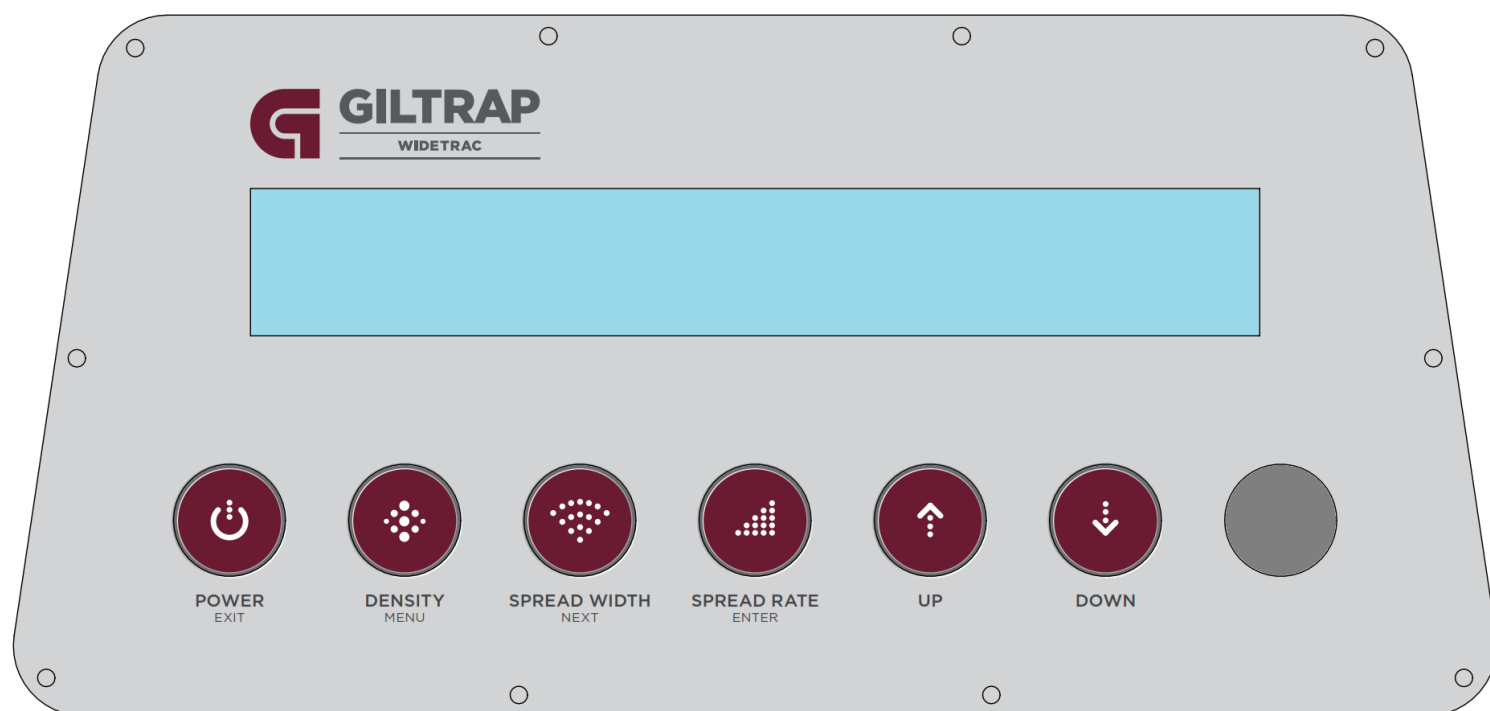 GILTRAP
WIDETRAC
POWER
EXIT
DENSITY
MENU
SPREAD WIDTH
NEXT
SPREAD RATE
ENTER
UP
DOWN